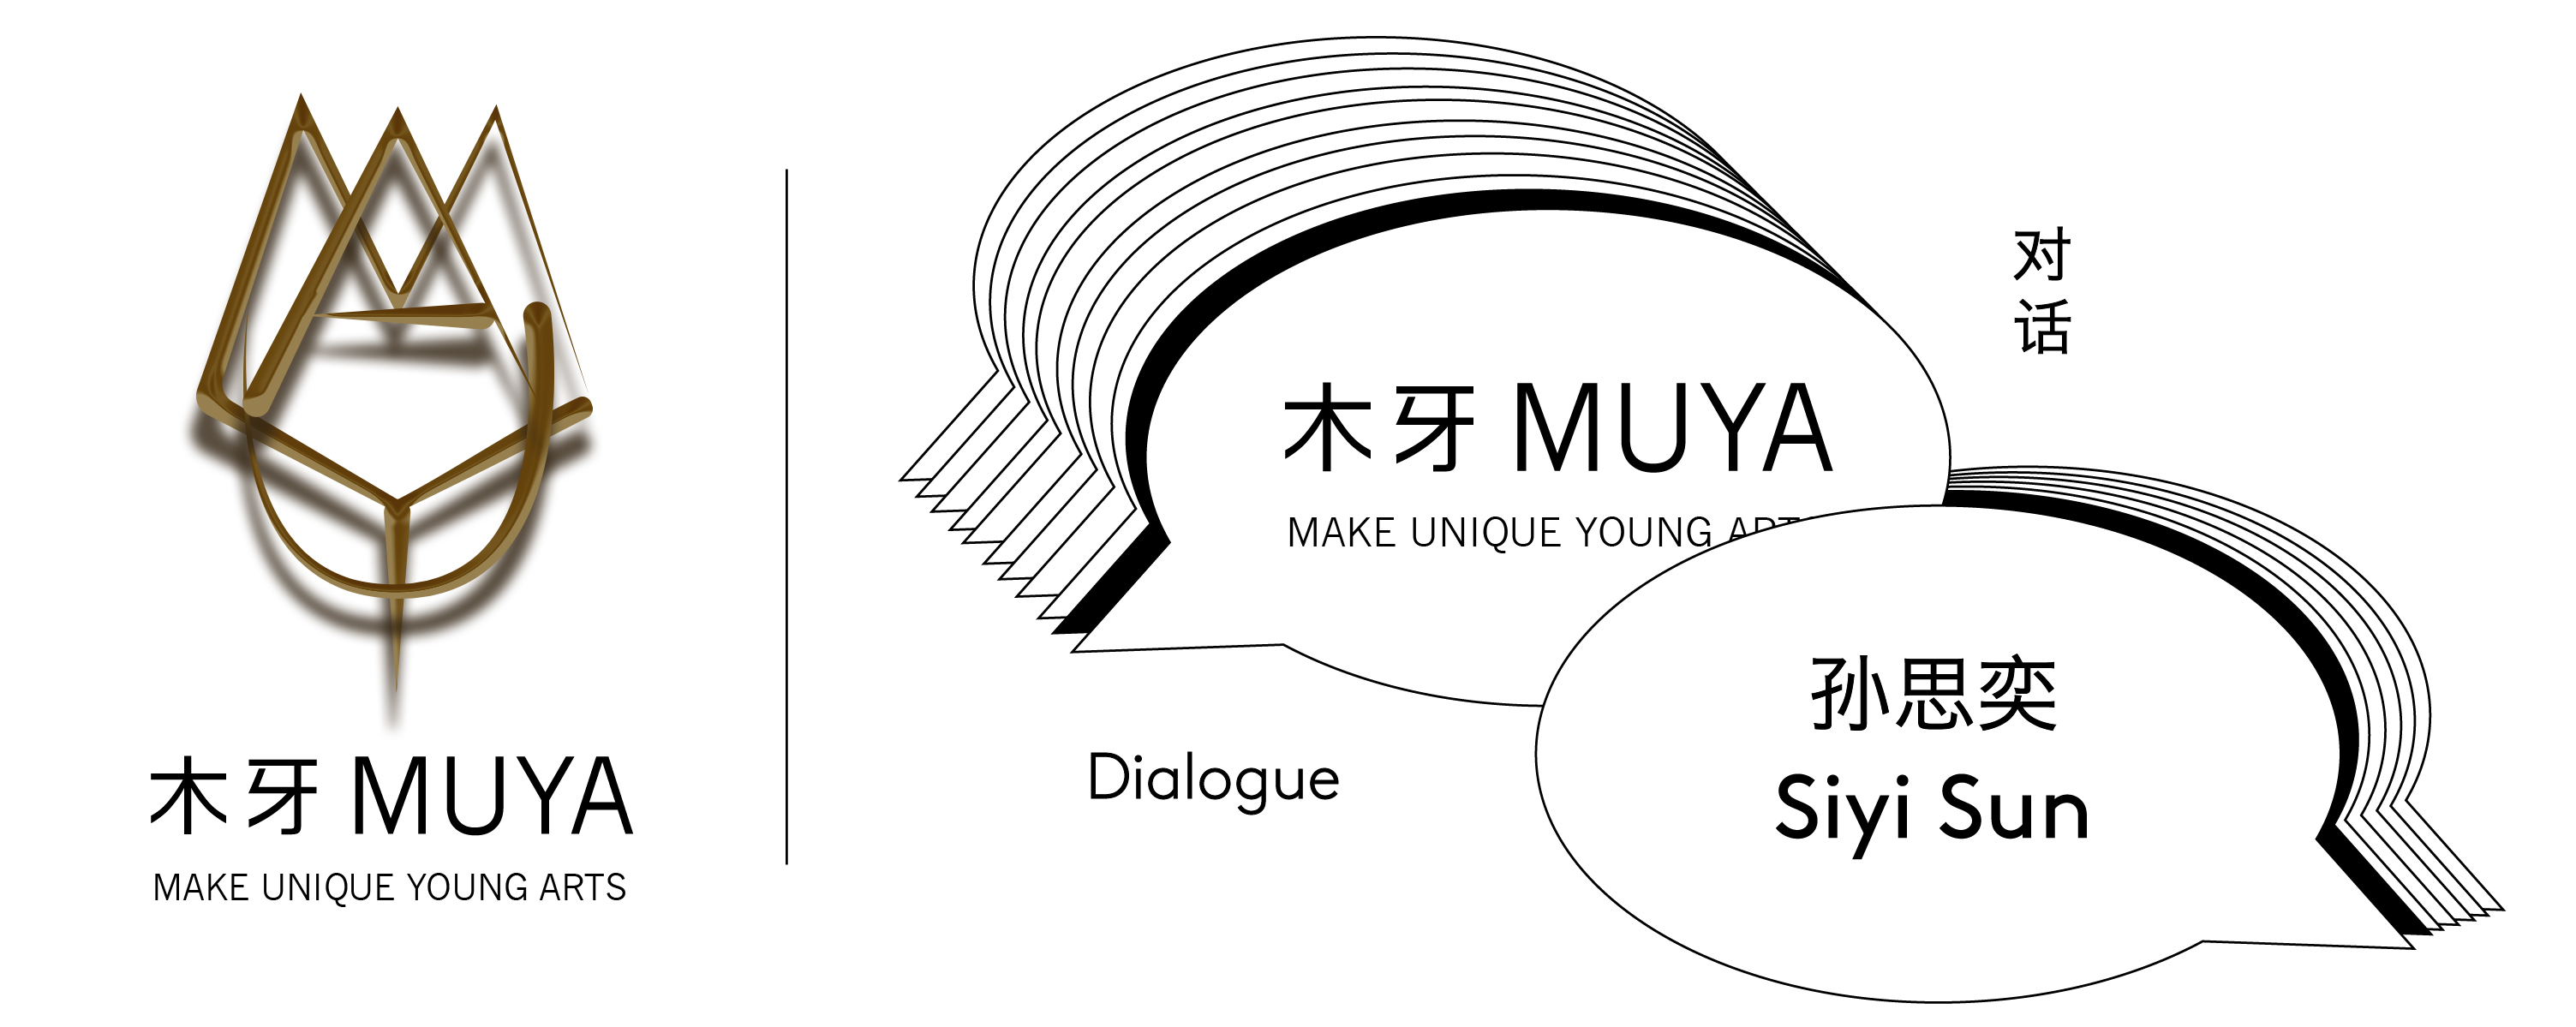 木牙 MUYA
MAKE UNIQUE YOUNG ARTS
对话
木牙 MUYA
MAKE UNIQUE YOUNG
Dialogue
孙思奕
Siyi Sun